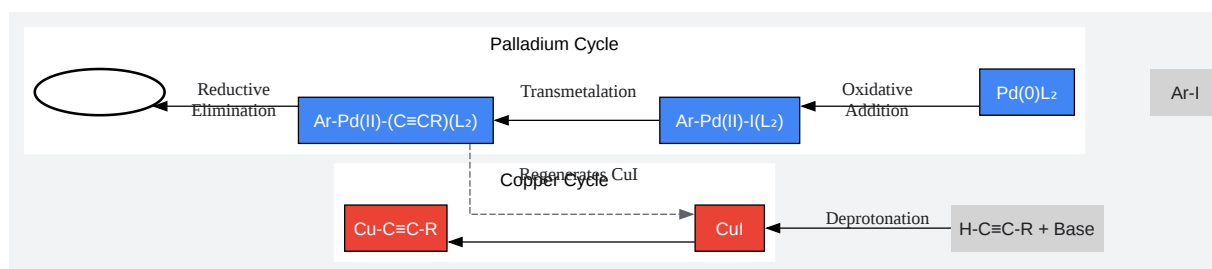 Palladium Cycle
Reductive
Elimination
Transmetalation
Oxidative
Addition
Pd(0)L₂
Ar-I
Ar-Pd(II)-(C≡CR)(L₂)
Ar-Pd(II)-I(L₂)
Regenerates CuI
Copper Cycle
Cu-C≡C-R
CuI
Deprotonation
H-C≡C-R + Base